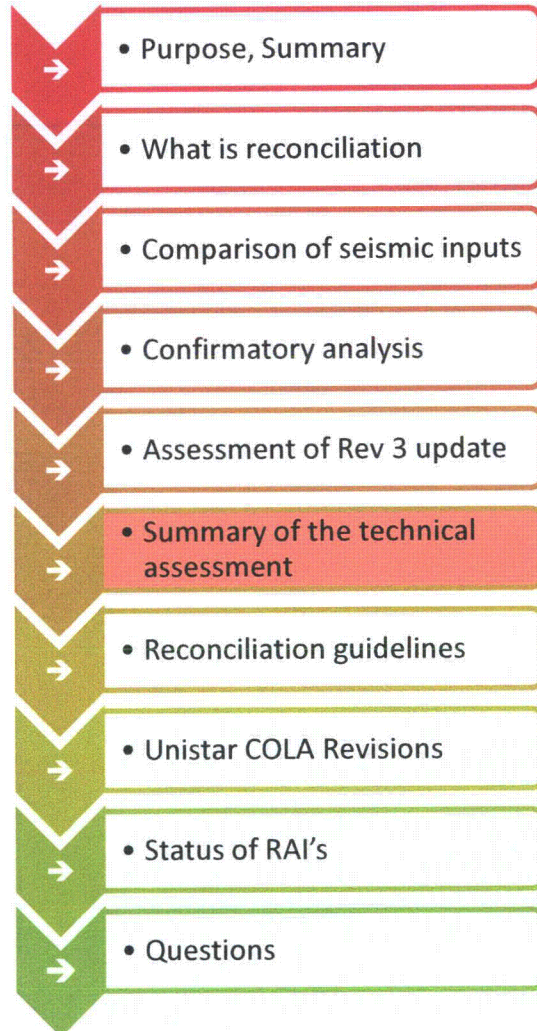 → • Purpose, Summary
→ • What is reconciliation
→ • Comparison of seismic inputs
→ • Confirmatory analysis
→ • Assessment of Rev 3 update
→ • Summary of the technical
assessment
→ • Reconciliation guidelines
→ • Unistar COLA Revisions
→ • Status of RAI's
→ • Questions